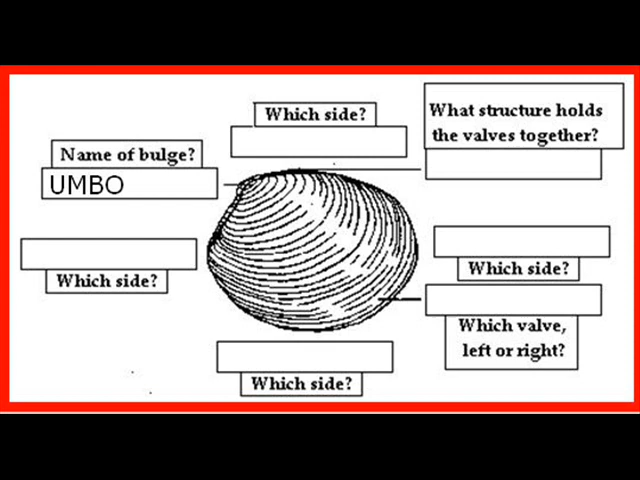 Which side?
What structure holds
the valves together?
Name of bulge?
UMBO
Which side?
Which side?
Which valve,
left or right?
Which side?